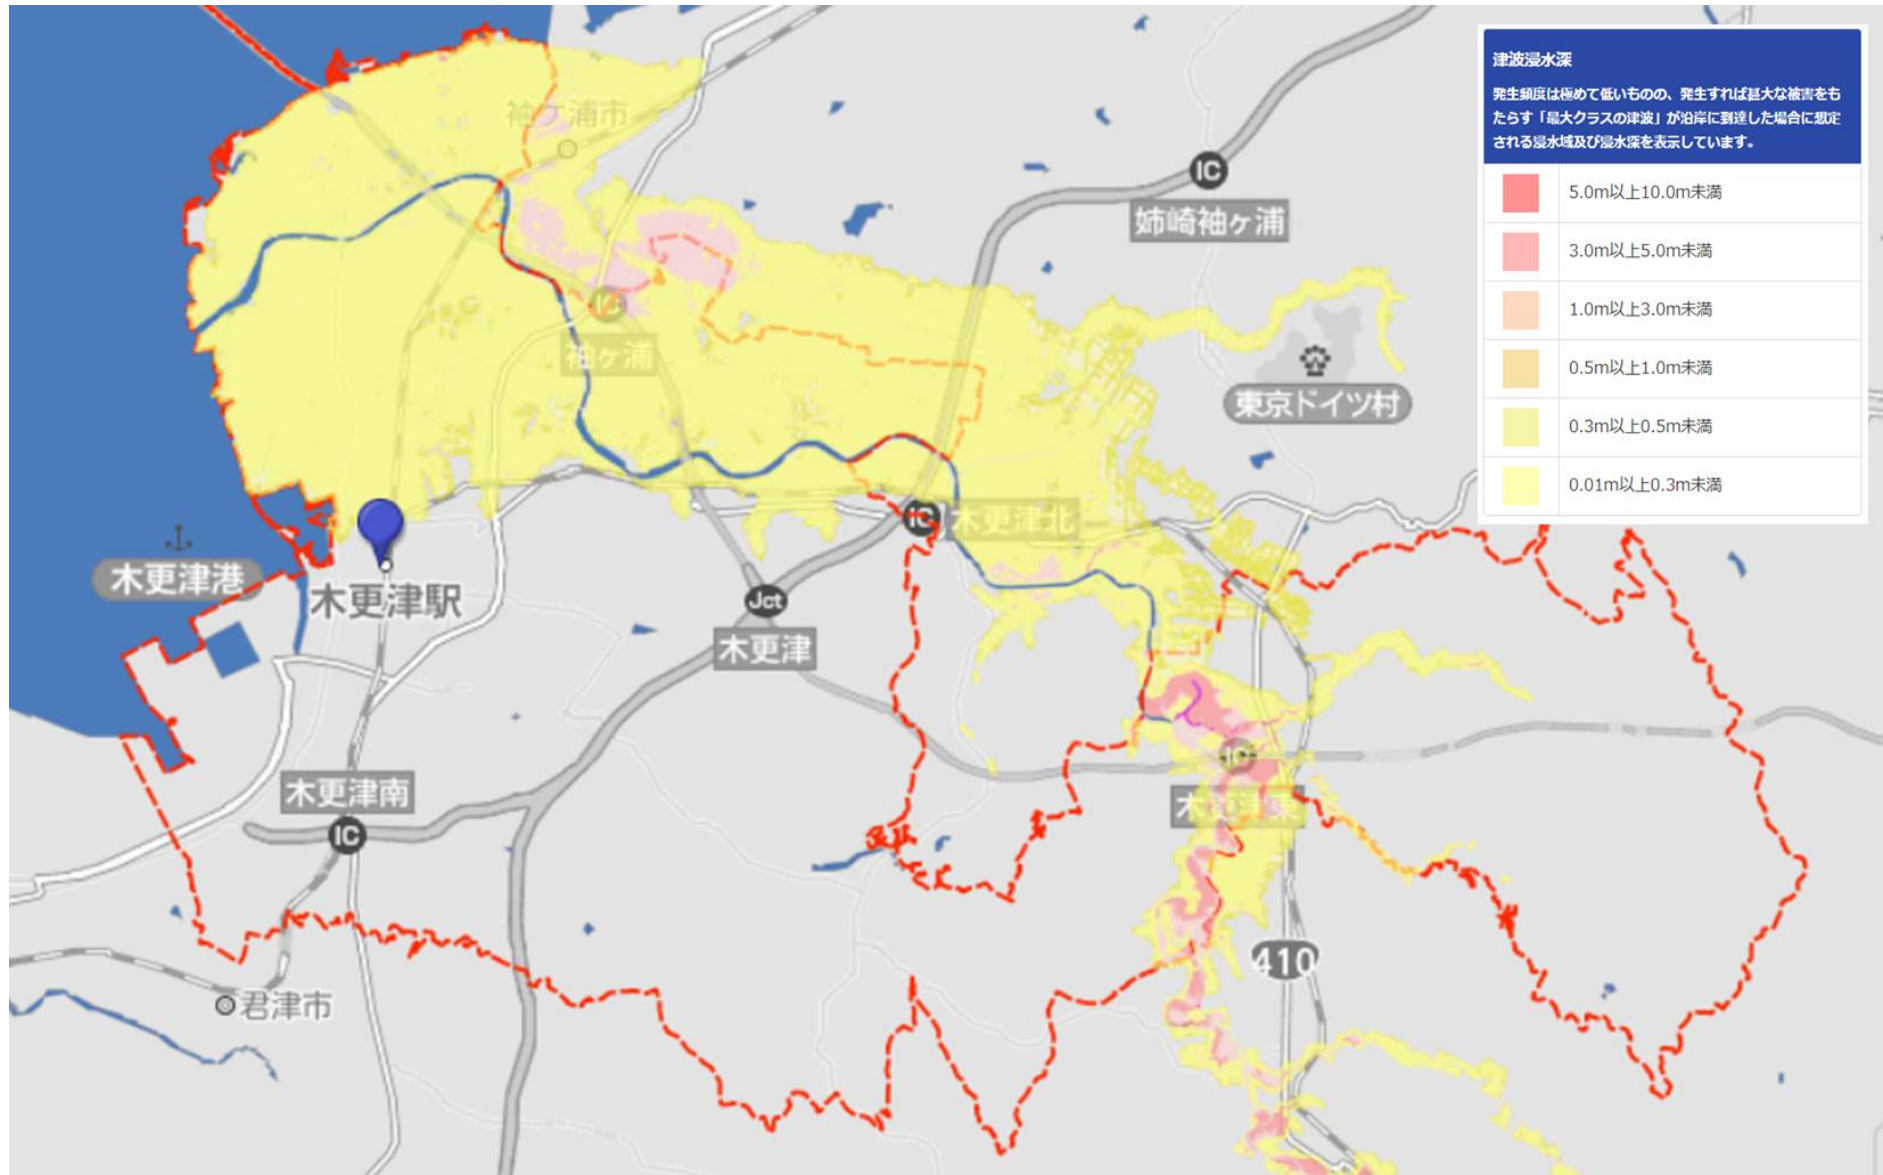 津波浸水深
発生頻度は極めて低いものの、発生すれば甚大な被害をも
たらす「最大クラスの津波」が沿岸に到達した場合に想定
される浸水域及び浸水深を表示しています。
5.0m以上10.0m未満
3.0m以上5.0m未満
1.0m以上3.0m未満
0.5m以上1.0m未満
0.3m以上0.5m未満
0.01m以上0.3m未満
袖ケ浦市
IC
姉崎袖ヶ浦
IC
袖ヶ浦
東京ドイツ村
IC
木更津北
木更津港
木更津駅
Jct
木更津
IC
木更津東
木更津南
IC
410
君津市